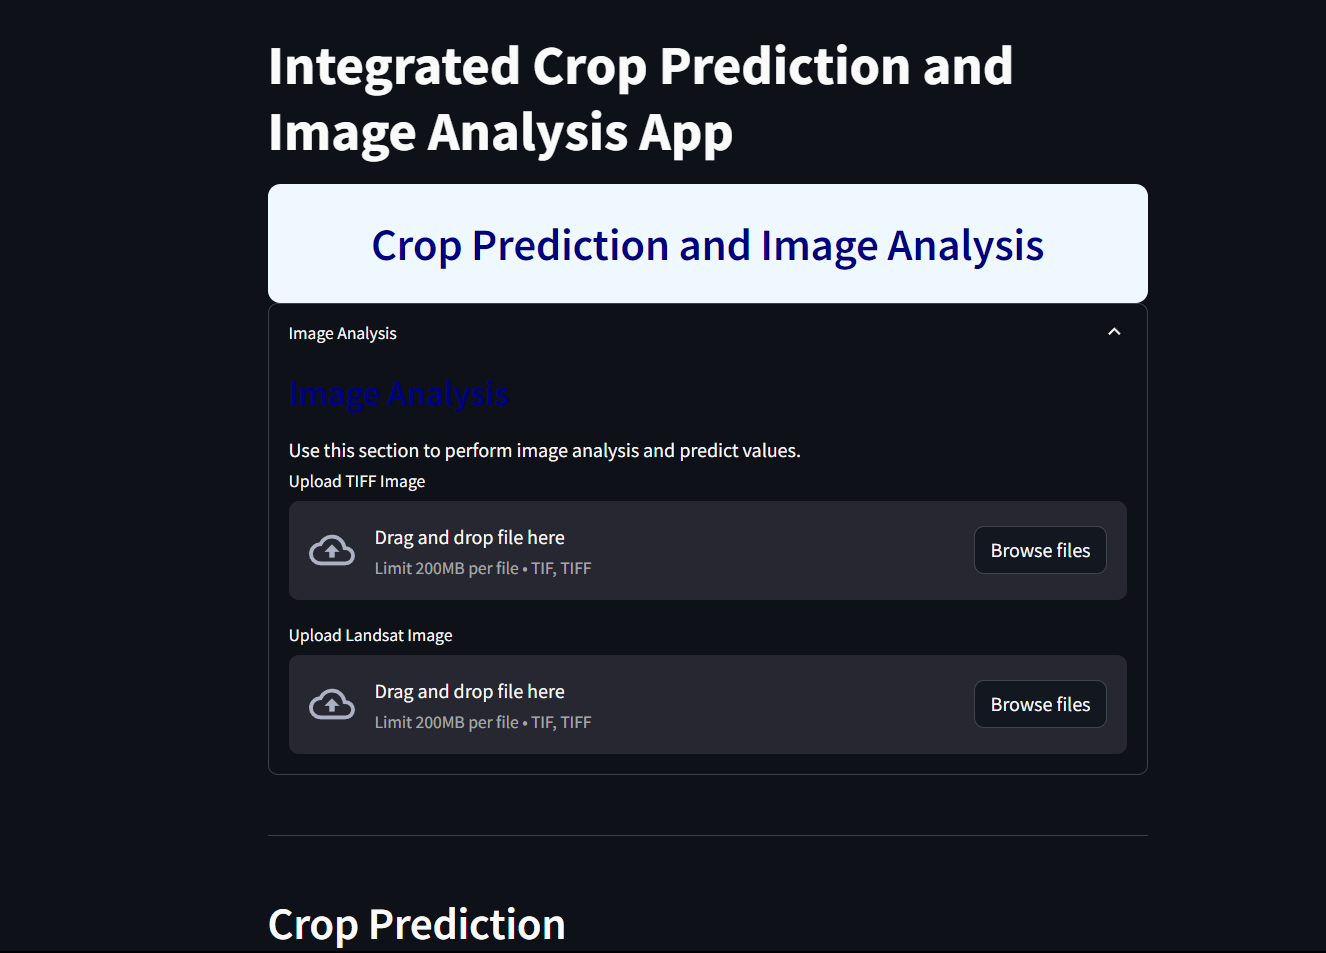 Integrated Crop Prediction and
Image Analysis App
Crop Prediction and Image Analysis
Image Analysis
Image Analysis
Use this section to perform image analysis and predict values.
Upload TIFF Image
Drag and drop file here
Limit 200MB per file • TIF, TIFF
Browse files
Upload Landsat Image
Drag and drop file here
Limit 200MB per file • TIF, TIFF
Browse files
Crop Prediction